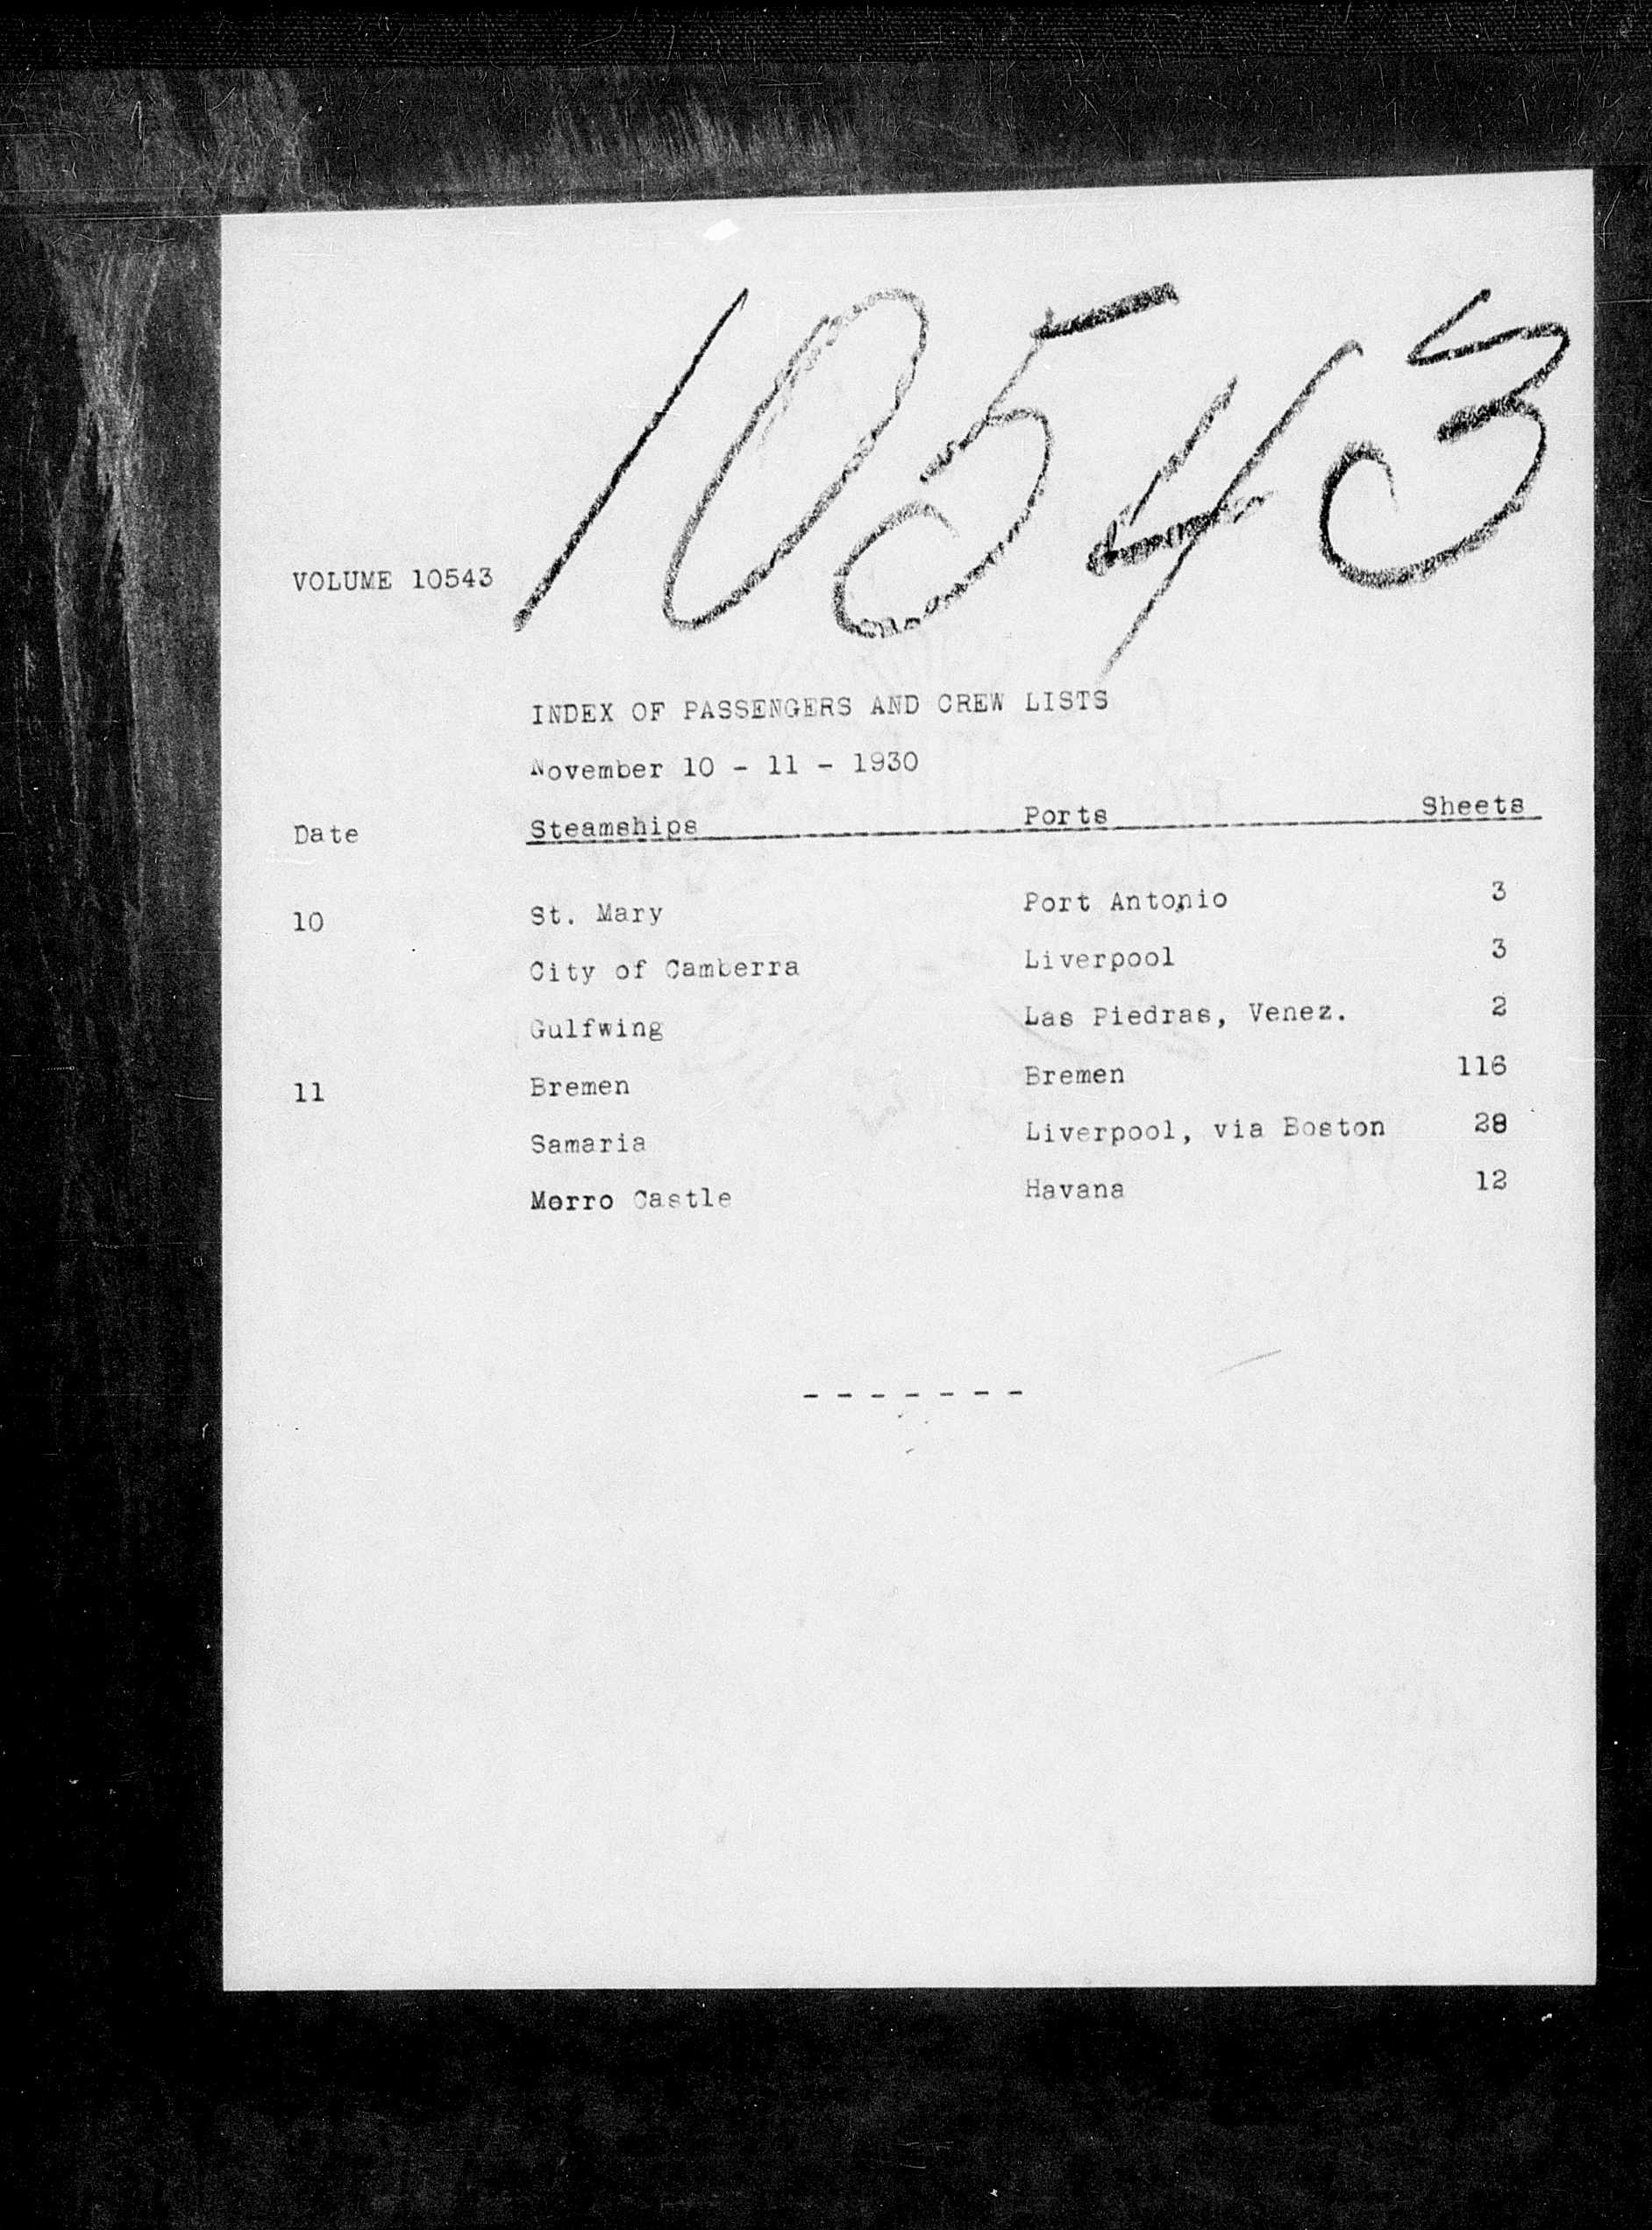 10543
VOLUME 10543
INDEX OF PASSENGERS AND CREW LISTS
November 10 - 11 - 1930
Date Steamships Ports Sheets
10 St. Mary Port Antonio 3
City of Camberra Liverpool 3
Gulfwing Las Piedras, Venez. 2
11 Bremen Bremen 116
Samaria Liverpool, via Boston 28
Morro Castle Havana 12
- - - - - - -